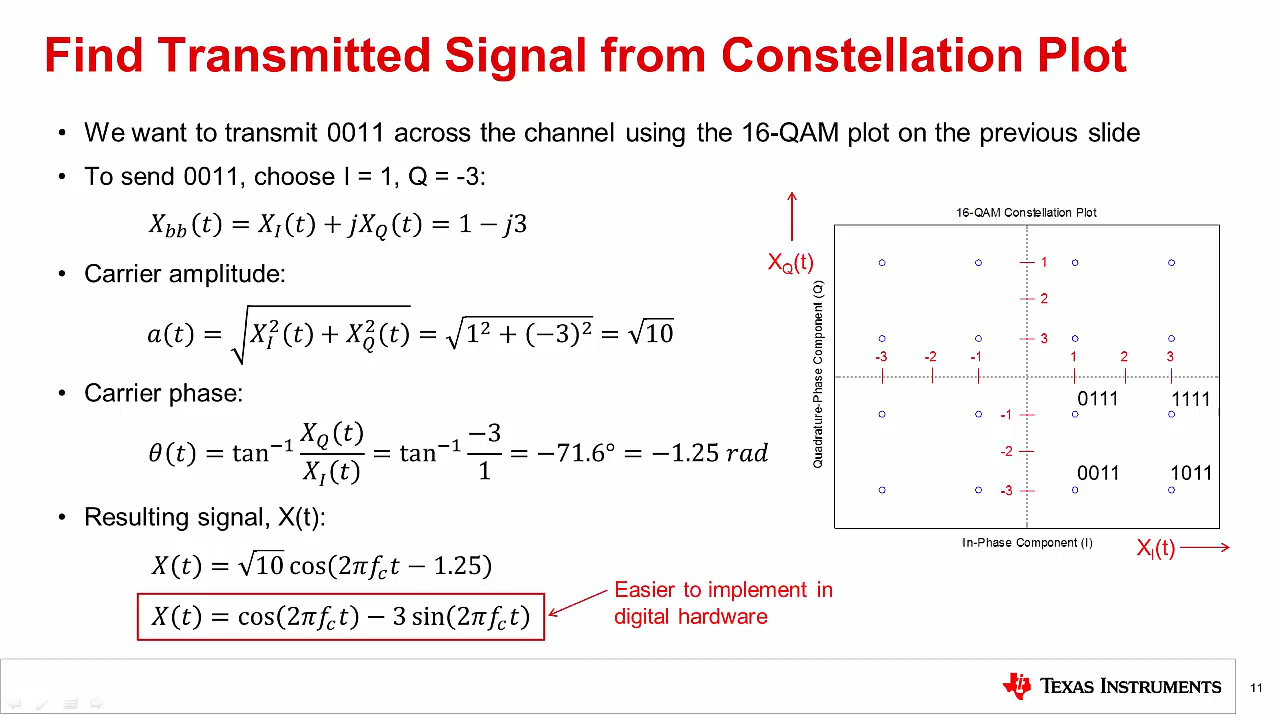 Find Transmitted Signal from Constellation Plot
• We want to transmit 0011 across the channel using the 16-QAM plot on the previous slide
• To send 0011, choose I = 1, Q = -3:
X_bb(t) = X_I(t) + jX_Q(t) = 1 − j3
• Carrier amplitude:
a(t) = √(X_I²(t) + X_Q²(t)) = √(1² + (−3)²) = √10
• Carrier phase:
θ(t) = tan⁻¹ X_Q(t)/X_I(t) = tan⁻¹ −3/1 = −71.6° = −1.25 rad
• Resulting signal, X(t):
X(t) = √10 cos(2πf_c t − 1.25)
X(t) = cos(2πf_c t) − 3 sin(2πf_c t)
Easier to implement in
digital hardware
16-QAM Constellation Plot
X_Q(t)
Quadrature-Phase Component (Q)
1
2
3
-3 -2 -1 1 2 3
0111 1111
-1
-2
0011 1011
-3
In-Phase Component (I)
X_I(t)
TEXAS INSTRUMENTS
11